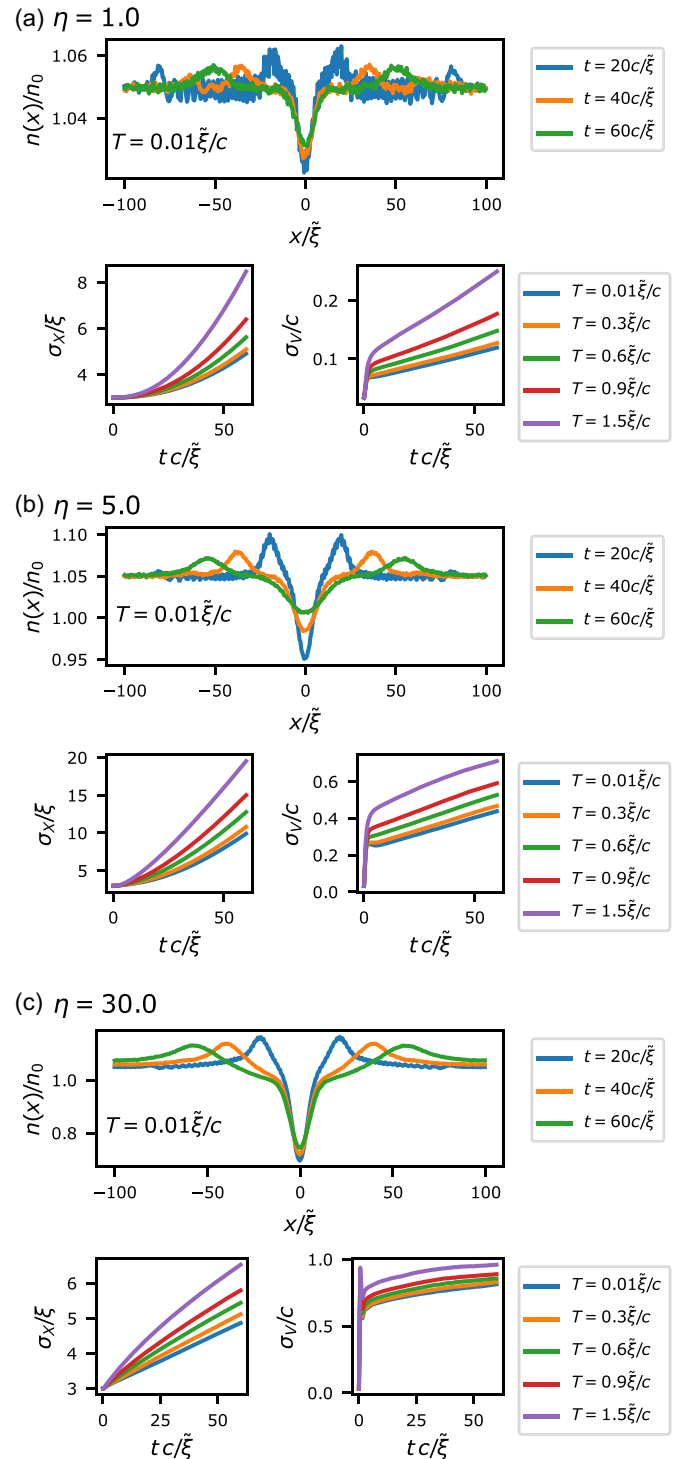 (a) η = 1.0
1.06
1.04
n(x)/n₀
T = 0.01ξ̃/c
−100 −50 0 50 100
x/ξ̃
t = 20c/ξ̃
t = 40c/ξ̃
t = 60c/ξ̃
8
6
4
σ_X/ξ
0 50
t c/ξ̃
0.2
0.1
σ_V/c
0 50
t c/ξ̃
T = 0.01ξ̃/c
T = 0.3ξ̃/c
T = 0.6ξ̃/c
T = 0.9ξ̃/c
T = 1.5ξ̃/c
(b) η = 5.0
1.10
1.05
1.00
0.95
n(x)/n₀
T = 0.01ξ̃/c
−100 −50 0 50 100
x/ξ̃
t = 20c/ξ̃
t = 40c/ξ̃
t = 60c/ξ̃
20
15
10
5
σ_X/ξ
0 50
t c/ξ̃
0.6
0.4
0.2
0.0
σ_V/c
0 50
t c/ξ̃
T = 0.01ξ̃/c
T = 0.3ξ̃/c
T = 0.6ξ̃/c
T = 0.9ξ̃/c
T = 1.5ξ̃/c
(c) η = 30.0
1.0
0.8
n(x)/n₀
T = 0.01ξ̃/c
−100 −50 0 50 100
x/ξ̃
t = 20c/ξ̃
t = 40c/ξ̃
t = 60c/ξ̃
6
5
4
3
σ_X/ξ
0 25 50
t c/ξ̃
1.0
0.5
0.0
σ_V/c
0 25 50
t c/ξ̃
T = 0.01ξ̃/c
T = 0.3ξ̃/c
T = 0.6ξ̃/c
T = 0.9ξ̃/c
T = 1.5ξ̃/c